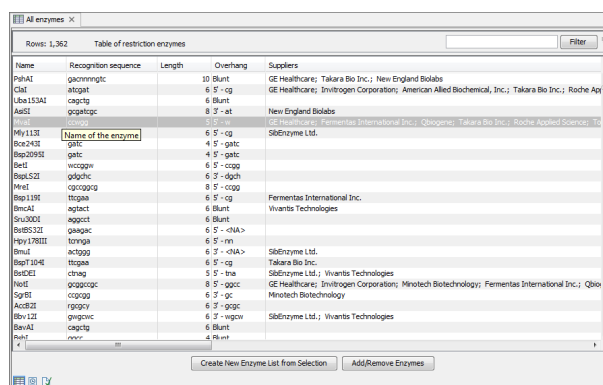 All enzymes
Rows: 1,362 Table of restriction enzymes Filter
Name Recognition sequence Length Overhang Suppliers
PshAI gacnnnngtc 10 Blunt GE Healthcare; Takara Bio Inc.; New England Biolabs
ClaI atcgat 6 5' - cg GE Healthcare; Invitrogen Corporation; American Allied Biochemical, Inc.; Takara Bio Inc.; Roche Ap
Uba153AI cagctg 6 Blunt
AsiSI gcgatcgc 8 3' - at New England Biolabs
MvaI ccwgg 5 5' - w GE Healthcare; Fermentas International Inc.; Qbiogene; Takara Bio Inc.; Roche Applied Science; To
Mly113I Name of the enzyme 6 5' - cg SibEnzyme Ltd.
Bce243I gatc 4 5' - gatc
Bsp2095I gatc 4 5' - gatc
BetI wccggw 6 5' - ccgg
BspLS2I gdgchc 6 3' - dgch
MreI cgccggcg 8 5' - ccgg
Bsp119I ttcgaa 6 5' - cg Fermentas International Inc.
BmcAI agtact 6 Blunt Vivantis Technologies
Sru30DI aggcct 6 Blunt
BstBS32I gaagac 6 5' - <NA>
Hpy178III tcnnga 6 5' - nn
BmuI actggg 6 3' - <NA> SibEnzyme Ltd.
BspT104I ttcgaa 6 5' - cg Takara Bio Inc.
BstDEI ctnag 5 5' - tna SibEnzyme Ltd.; Vivantis Technologies
NotI gcggccgc 8 5' - ggcc GE Healthcare; Invitrogen Corporation; Minotech Biotechnology; Fermentas International Inc.; Qbiog
SgrBI ccgcgg 6 3' - gc Minotech Biotechnology
AccB2I rgcgcy 6 3' - gcgc
Bbv12I gwgcwc 6 3' - wgcw SibEnzyme Ltd.; Vivantis Technologies
BavAI cagctg 6 Blunt
BshI ggcc 4 Blunt
Create New Enzyme List from Selection Add/Remove Enzymes